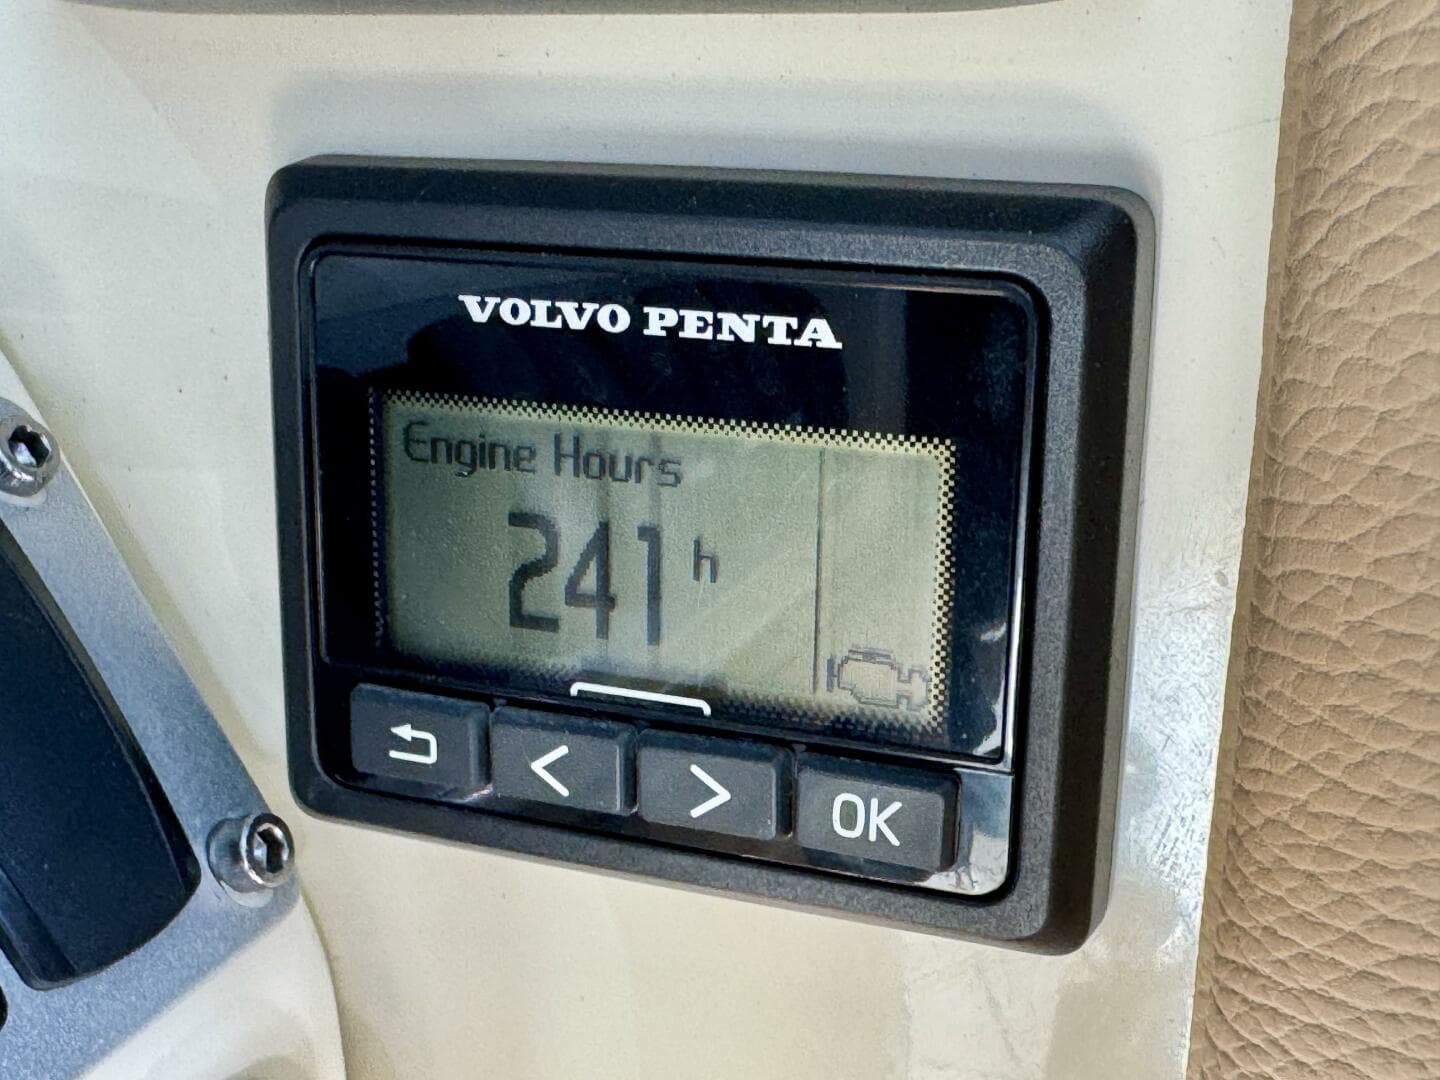 VOLVO PENTA
Engine Hours
241 h
< > OK